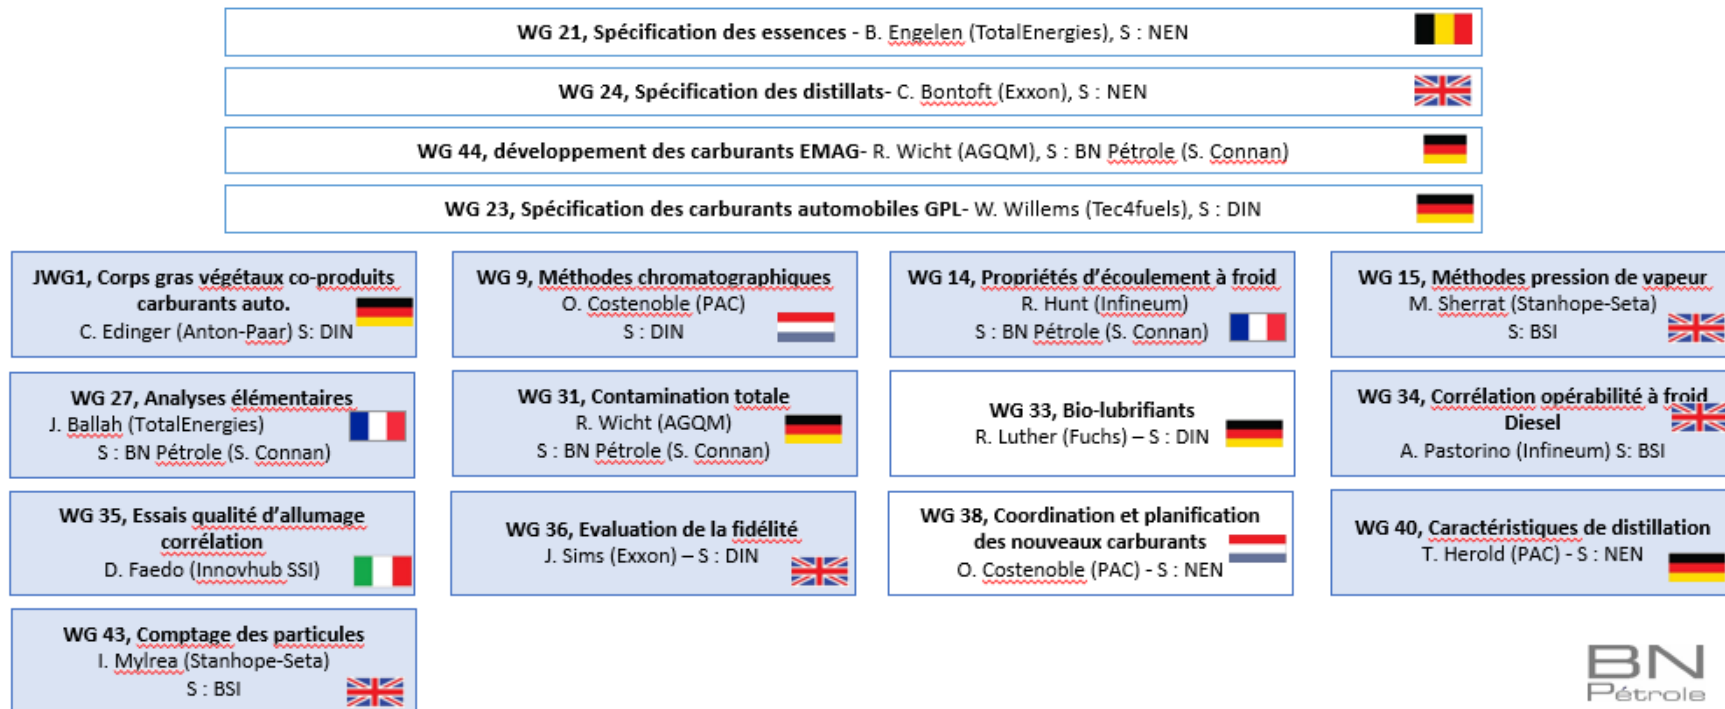 WG 21, Spécification des essences - B. Engelen (TotalEnergies), S : NEN
WG 24, Spécification des distillats- C. Bontoft (Exxon), S : NEN
WG 44, développement des carburants EMAG- R. Wicht (AGQM), S : BN Pétrole (S. Connan)
WG 23, Spécification des carburants automobiles GPL- W. Willems (Tec4fuels), S : DIN
JWG1, Corps gras végétaux co-produits
carburants auto.
C. Edinger (Anton-Paar) S: DIN
WG 9, Méthodes chromatographiques
O. Costenoble (PAC)
S : DIN
WG 14, Propriétés d’écoulement à froid
R. Hunt (Infineum)
S : BN Pétrole (S. Connan)
WG 15, Méthodes pression de vapeur
M. Sherrat (Stanhope-Seta)
S: BSI
WG 27, Analyses élémentaires
J. Ballah (TotalEnergies)
S : BN Pétrole (S. Connan)
WG 31, Contamination totale
R. Wicht (AGQM)
S : BN Pétrole (S. Connan)
WG 33, Bio-lubrifiants
R. Luther (Fuchs) – S : DIN
WG 34, Corrélation opérabilité à froid
Diesel
A. Pastorino (Infineum) S: BSI
WG 35, Essais qualité d’allumage
corrélation
D. Faedo (Innovhub SSI)
WG 36, Evaluation de la fidélité
J. Sims (Exxon) – S : DIN
WG 38, Coordination et planification
des nouveaux carburants
O. Costenoble (PAC) - S : NEN
WG 40, Caractéristiques de distillation
T. Herold (PAC) - S : NEN
WG 43, Comptage des particules
I. Mylrea (Stanhope-Seta)
S : BSI
BN
Pétrole